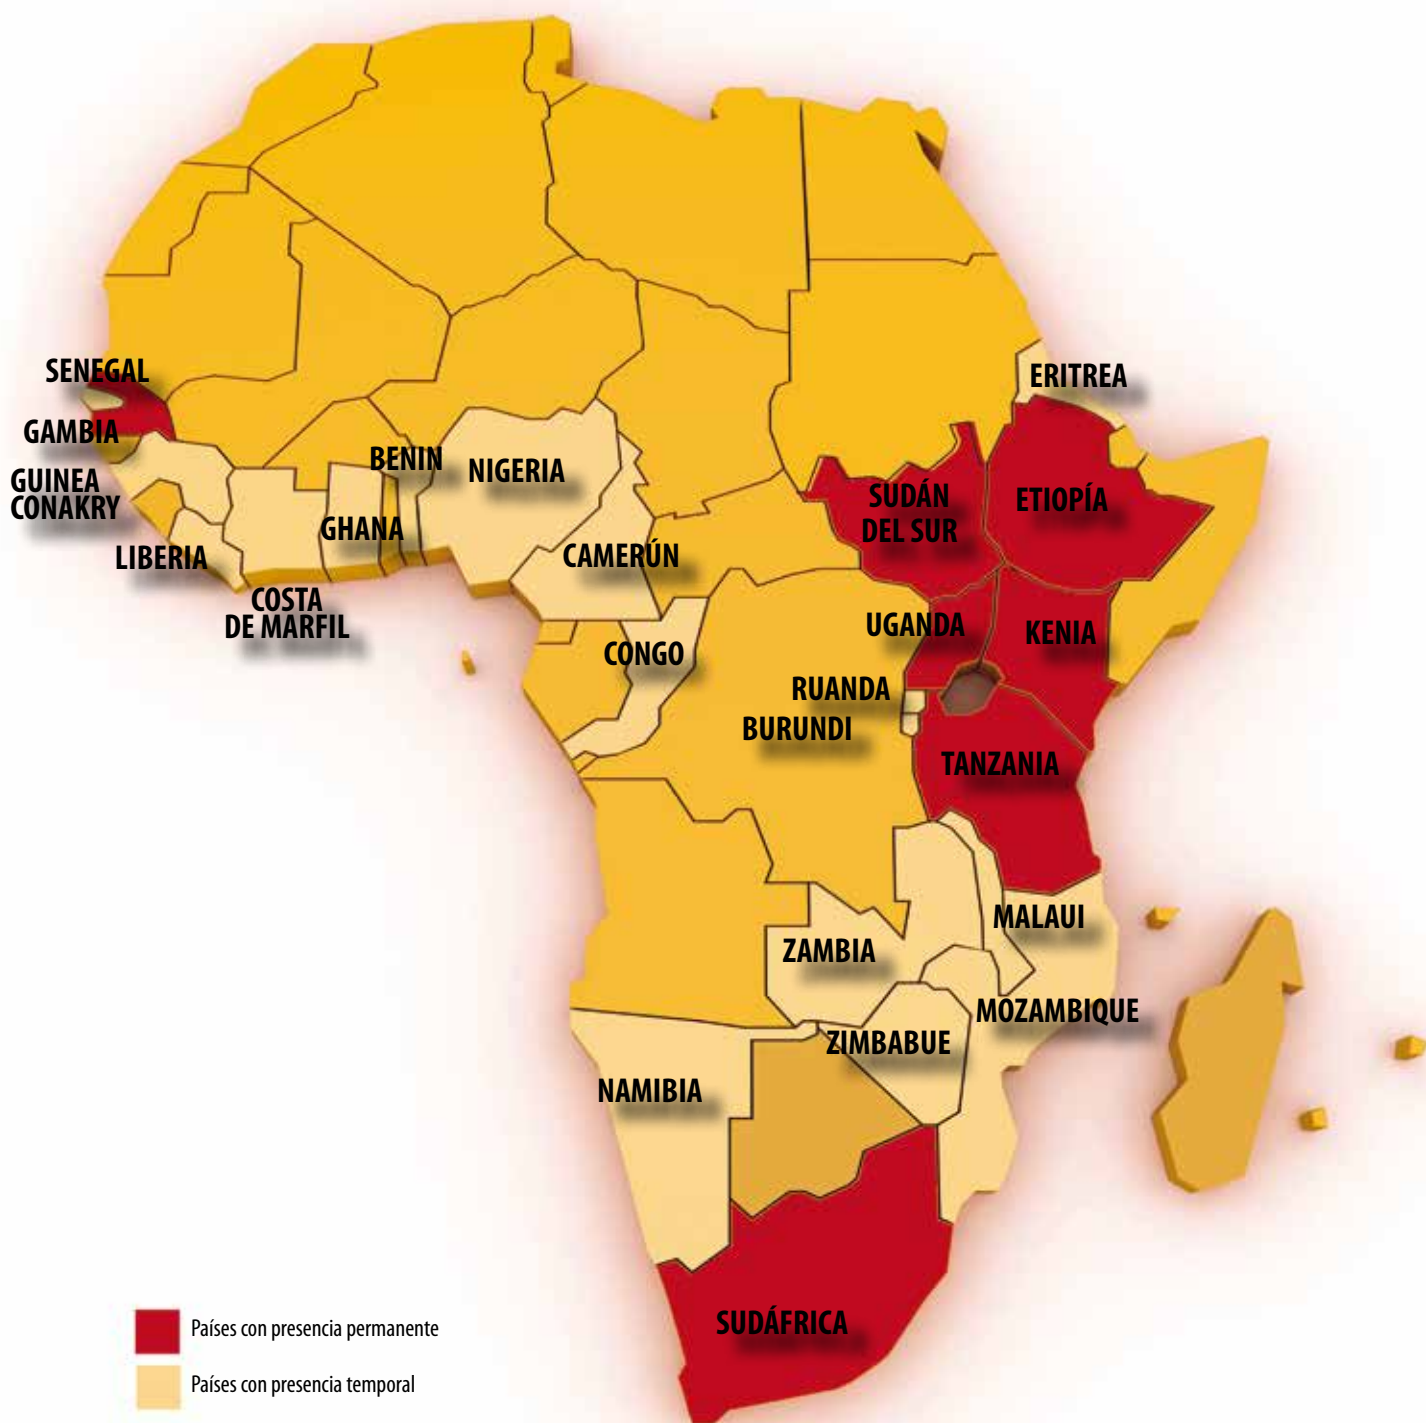 SENEGAL
ERITREA
GAMBIA
BENIN
NIGERIA
GUINEA
CONAKRY
SUDÁN
DEL SUR
ETIOPÍA
GHANA
LIBERIA
CAMERÚN
COSTA
DE MARFIL
UGANDA
KENIA
CONGO
RUANDA
BURUNDI
TANZANIA
MALAUI
ZAMBIA
MOZAMBIQUE
ZIMBABUE
NAMIBIA
SUDÁFRICA
Países con presencia permanente
Países con presencia temporal